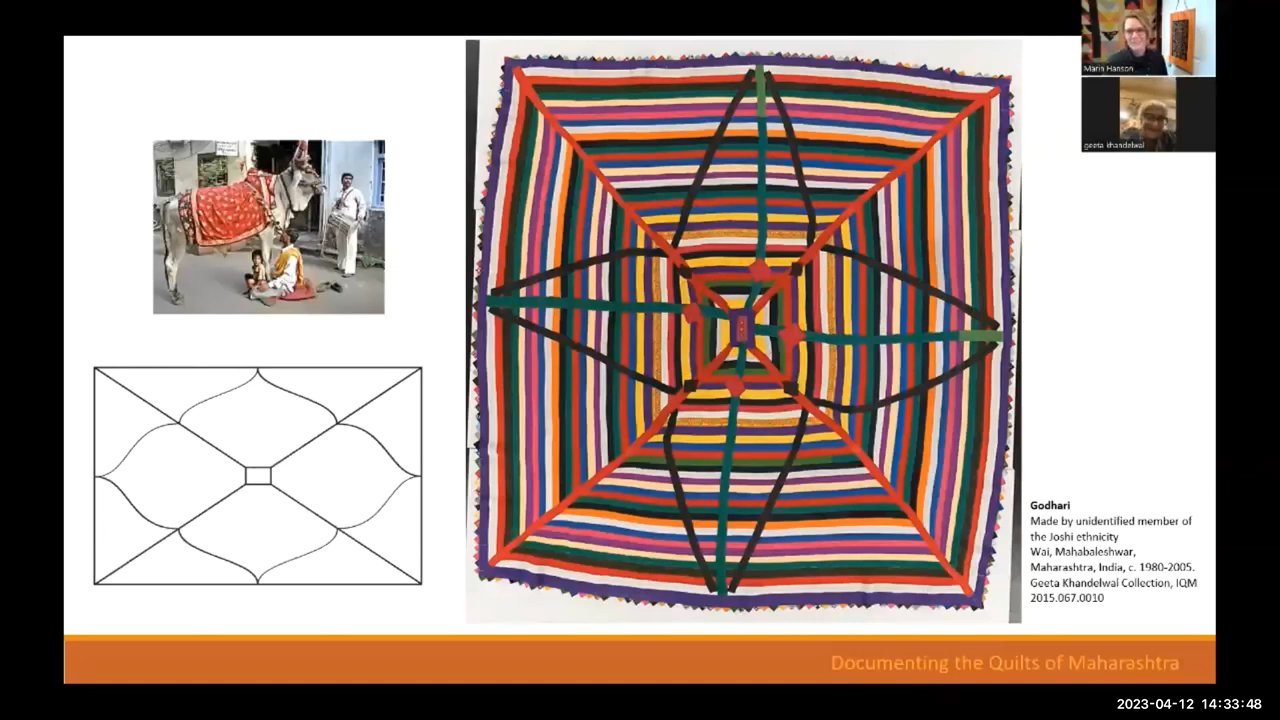 Marin Hanson
geeta khandelwal
Godhari
Made by unidentified member of
the Joshi ethnicity
Wai, Mahabaleshwar,
Maharashtra, India, c. 1980-2005.
Geeta Khandelwal Collection, IQM
2015.067.0010
Documenting the Quilts of Maharashtra
2023-04-12 14:33:48